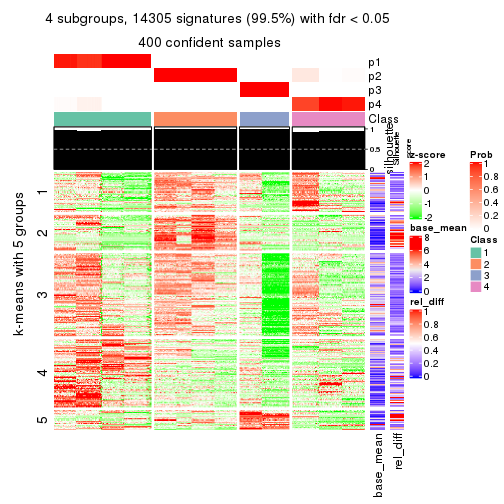 4 subgroups, 14305 signatures (99.5%) with fdr < 0.05
400 confident samples
p1
p2
p3
p4
Class
silhouettes
Silhouette
score
1
0.5
0
k-means with 5 groups
1
2
3
4
5
base_mean
rel_diff
z-score
2
1
0
-1
-2
base_mean
8
6
4
2
0
rel_diff
1
0.8
0.6
0.4
0.2
0
Prob
1
0.8
0.6
0.4
0.2
0
Class
1
2
3
4